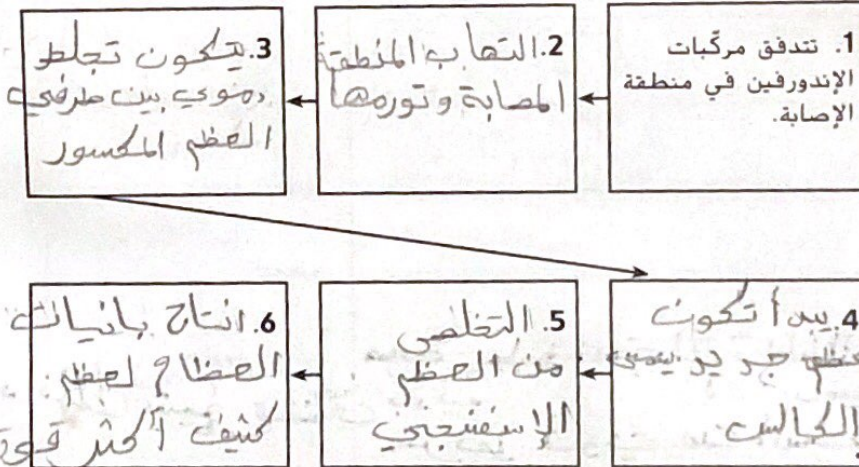 1. تتدفق مركّبات
الإندورفين في منطقة
الإصابة.
2. التهاب المنطقة
المصابة وتورمها
3. يتكون تجلط
دموي بين طرفي
العظم المكسور
4. يبدأ تكون
عظم جديد يسمى
الكالس.
5. التخلص
من العظم
الإسفنجي
6. انتاج بانيات
العظام لعظم
كثيف أكثر قوة